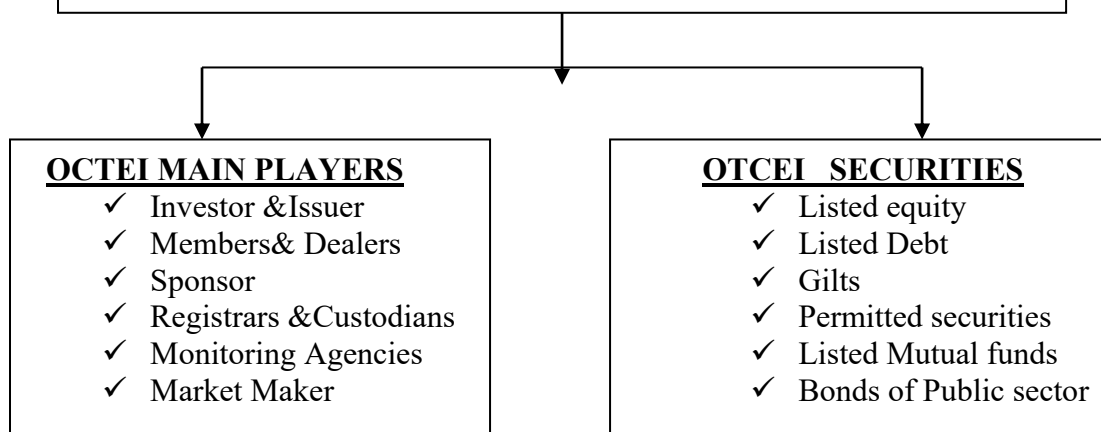 OCTEI MAIN PLAYERS
✓ Investor &Issuer
✓ Members& Dealers
✓ Sponsor
✓ Registrars &Custodians
✓ Monitoring Agencies
✓ Market Maker
OTCEI SECURITIES
✓ Listed equity
✓ Listed Debt
✓ Gilts
✓ Permitted securities
✓ Listed Mutual funds
✓ Bonds of Public sector